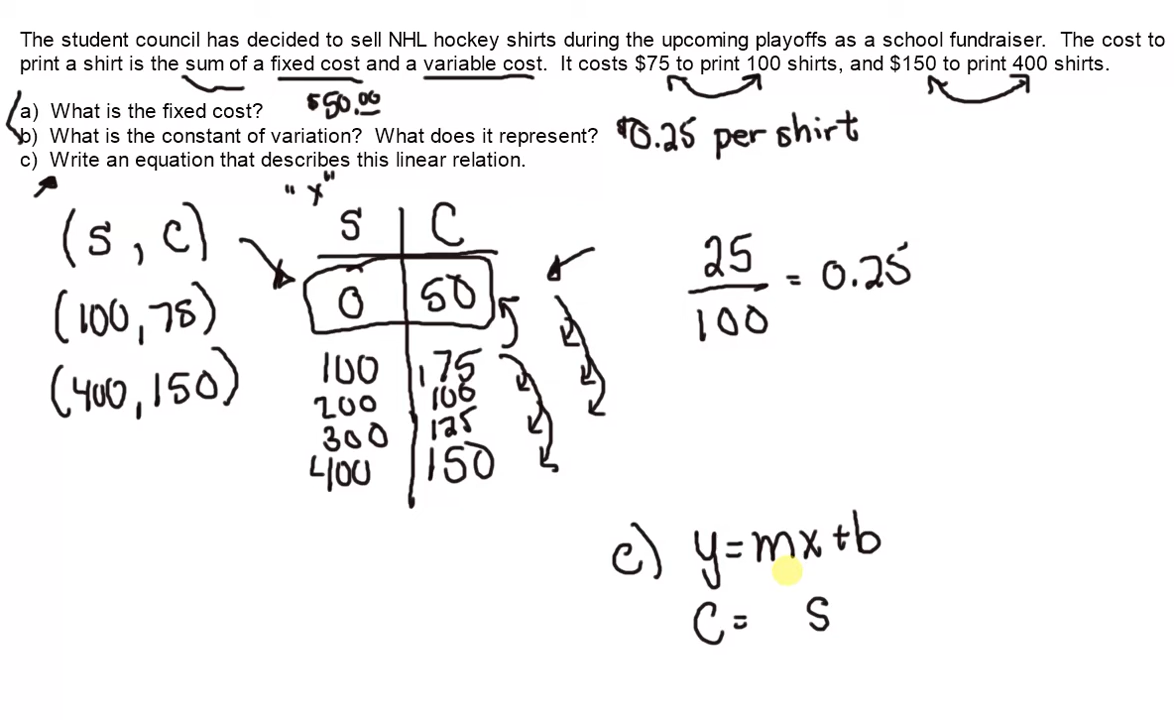 The student council has decided to sell NHL hockey shirts during the upcoming playoffs as a school fundraiser. The cost to
print a shirt is the sum of a fixed cost and a variable cost. It costs $75 to print 100 shirts, and $150 to print 400 shirts.
a) What is the fixed cost? $50.00
b) What is the constant of variation? What does it represent? $0.25 per shirt
c) Write an equation that describes this linear relation.
"x"
(S, C)
(100, 75)
(400, 150)
S C
0 50
100 75
200 100
300 125
400 150
25
100
= 0.25
c) y = mx + b
C = S